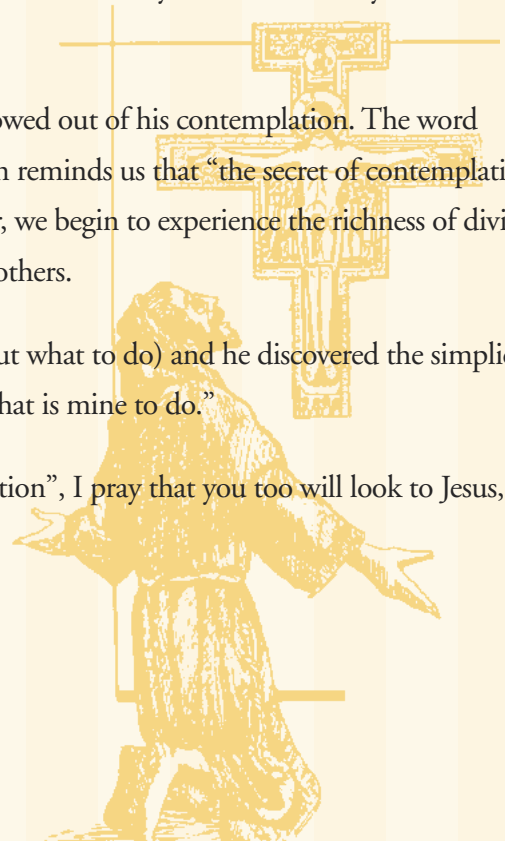 owed out of his contemplation. The word
n reminds us that “the secret of contemplati
, we begin to experience the richness of divi
others.
ut what to do) and he discovered the simplic
hat is mine to do.”
tion”, I pray that you too will look to Jesus,